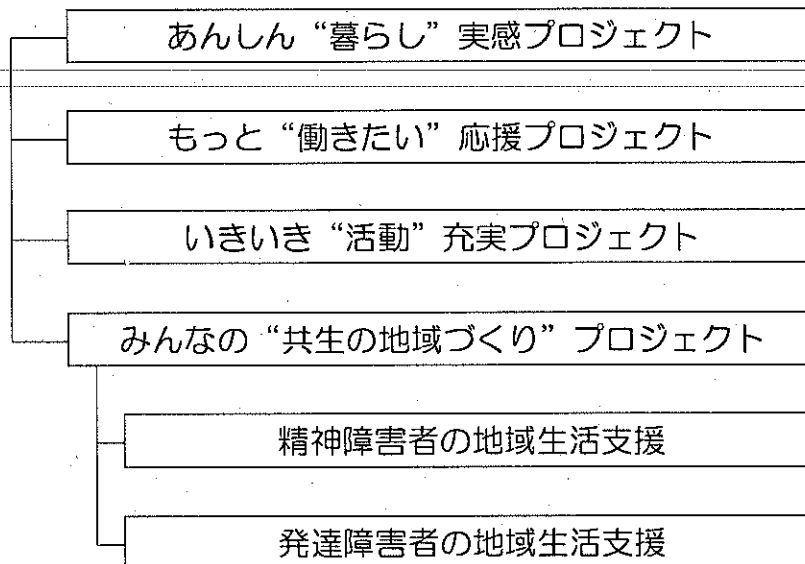 あんしん“暮らし”実感プロジェクト
もっと“働きたい”応援プロジェクト
いきいき“活動”充実プロジェクト
みんなの“共生の地域づくり”プロジェクト
精神障害者の地域生活支援
発達障害者の地域生活支援